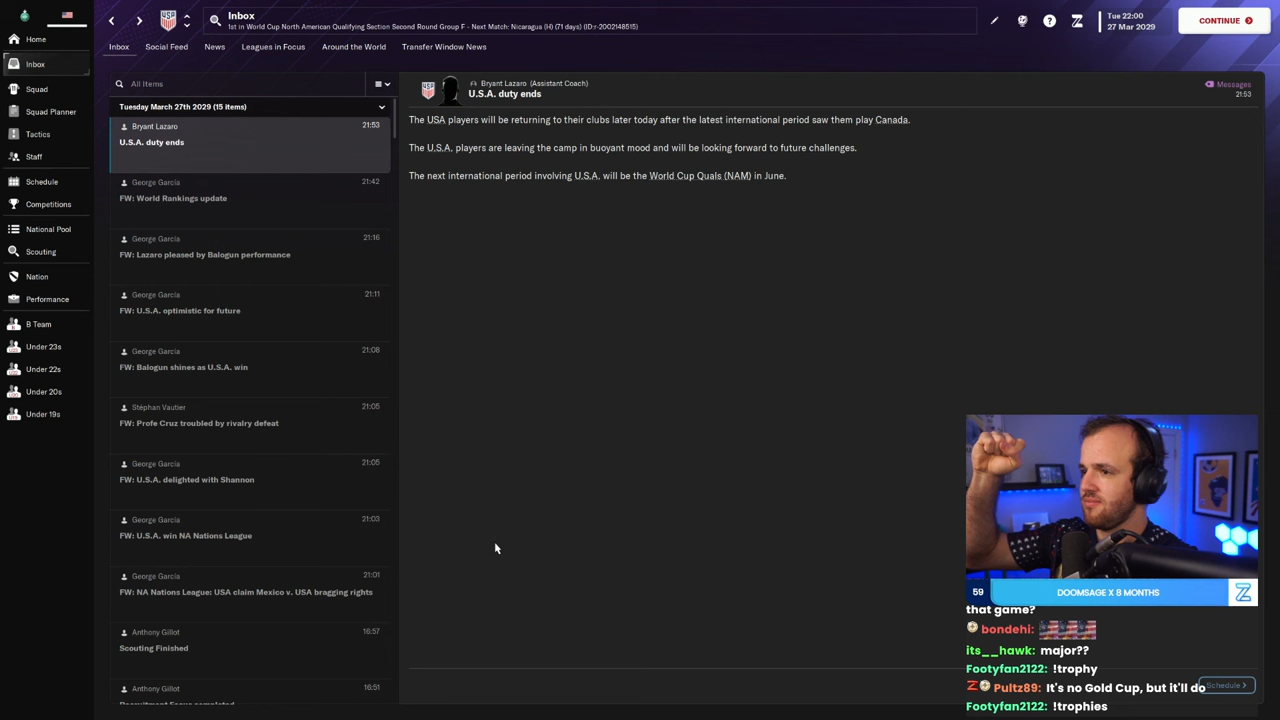 Inbox
1st in World Cup North American Qualifying Section Second Round Group F - Next Match: Nicaragua (H) (71 days) (ID:r-2002148515)
Tue 22:00
27 Mar 2029
CONTINUE
Inbox
Social Feed
News
Leagues in Focus
Around the World
Transfer Window News
Home
Inbox
Squad
Squad Planner
Tactics
Staff
Schedule
Competitions
National Pool
Scouting
Nation
Performance
B Team
Under 23s
Under 22s
Under 20s
Under 19s
All Items
Tuesday March 27th 2029 (15 items)
Bryant Lazaro 21:53
U.S.A. duty ends
George García 21:42
FW: World Rankings update
George García 21:16
FW: Lazaro pleased by Balogun performance
George García 21:11
FW: U.S.A. optimistic for future
George García 21:08
FW: Balogun shines as U.S.A. win
Stéphan Vautier 21:05
FW: Profe Cruz troubled by rivalry defeat
George García 21:05
FW: U.S.A. delighted with Shannon
George García 21:03
FW: U.S.A. win NA Nations League
George García 21:01
FW: NA Nations League: USA claim Mexico v. USA bragging rights
Anthony Gillot 16:57
Scouting Finished
Anthony Gillot 16:51
Recruitment Focus completed
Bryant Lazaro (Assistant Coach)
U.S.A. duty ends
Messages
21:53
The USA players will be returning to their clubs later today after the latest international period saw them play Canada.
The U.S.A. players are leaving the camp in buoyant mood and will be looking forward to future challenges.
The next international period involving U.S.A. will be the World Cup Quals (NAM) in June.
59 DOOMSAGE X 8 MONTHS
that game?
bondehi:
its__hawk: major??
Footyfan2122: !trophy
Pultz89: It's no Gold Cup, but it'll do
Footyfan2122: !trophies
Schedule